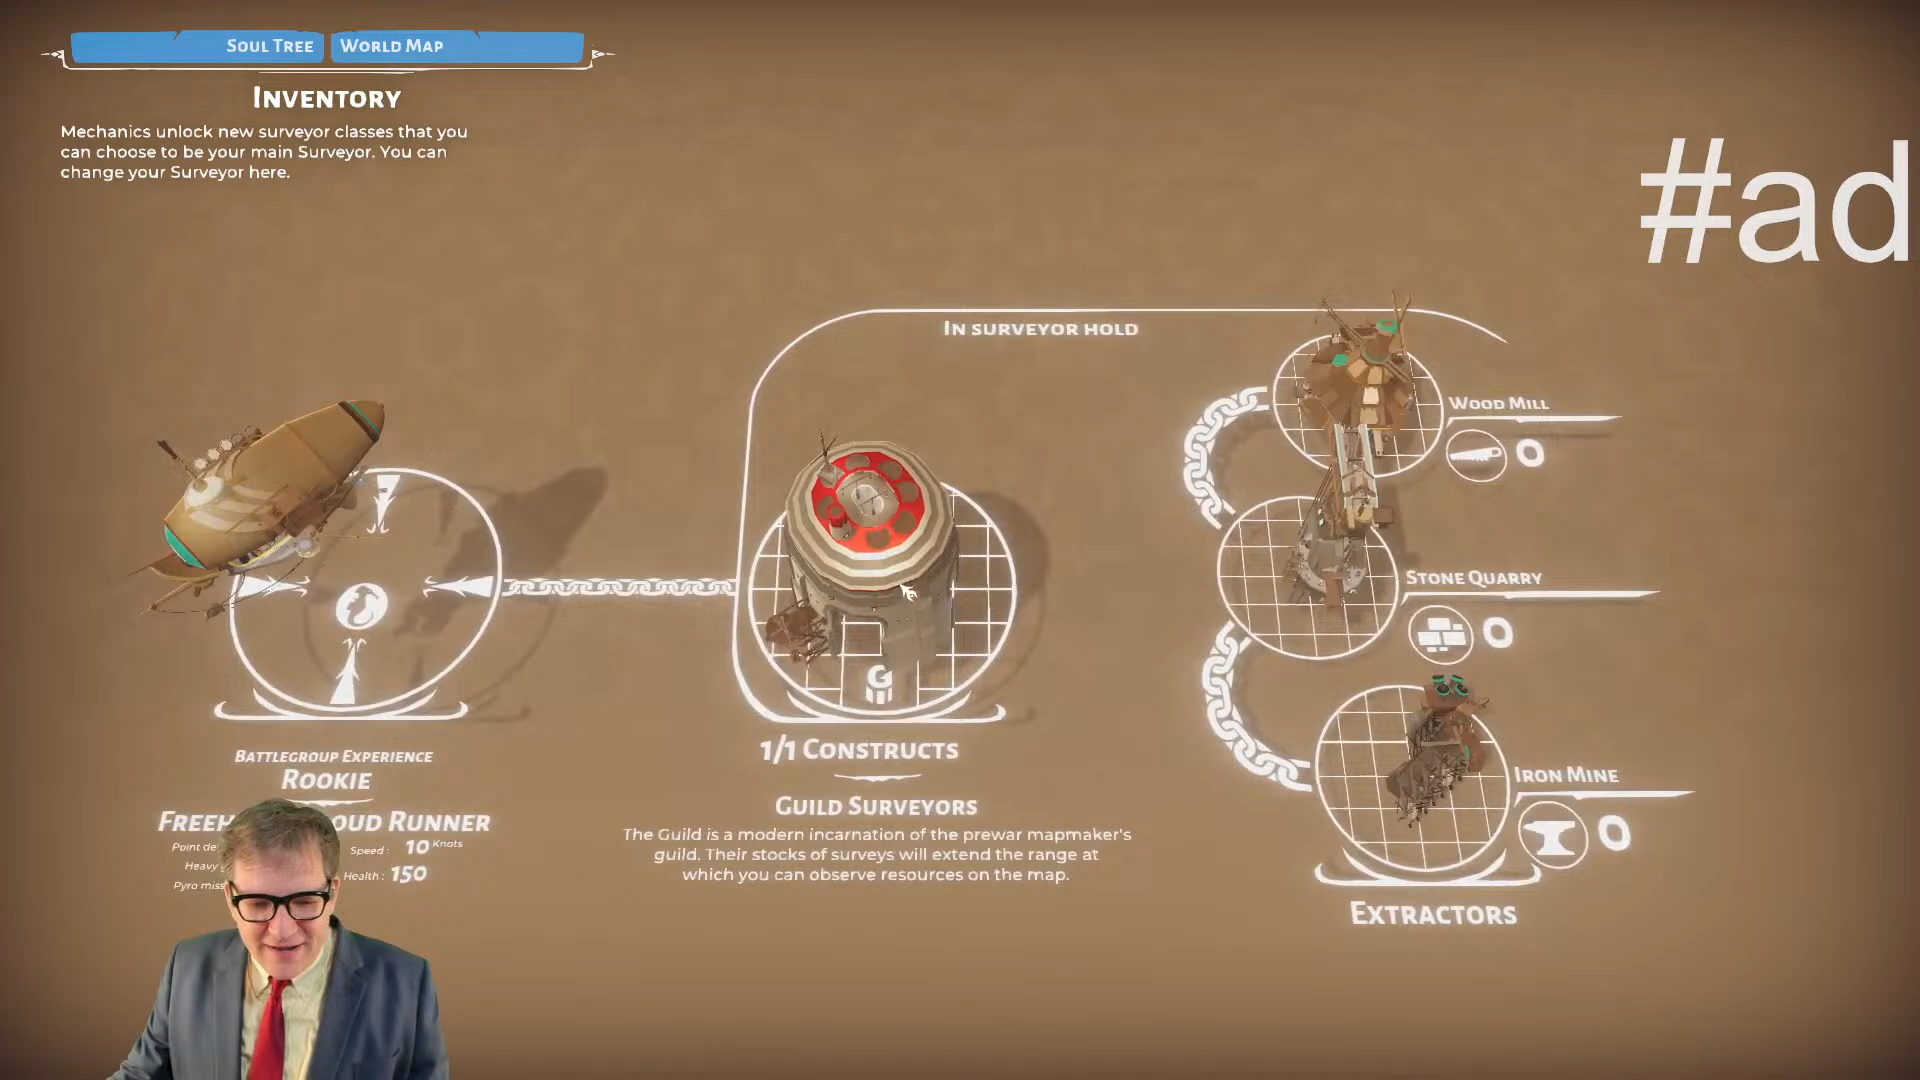 SOUL TREE
WORLD MAP
INVENTORY
Mechanics unlock new surveyor classes that you
can choose to be your main Surveyor. You can
change your Surveyor here.
#ad
IN SURVEYOR HOLD
WOOD MILL
0
STONE QUARRY
0
IRON MINE
0
EXTRACTORS
G
1/1 CONSTRUCTS
GUILD SURVEYORS
The Guild is a modern incarnation of the prewar mapmaker's
guild. Their stocks of surveys will extend the range at
which you can observe resources on the map.
BATTLEGROUP EXPERIENCE
ROOKIE
RUNNER
Point
Speed: 10 Knots
Heavy
Health: 150
Pyro